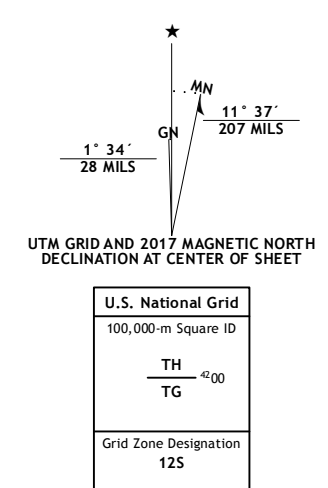 ★
MN
11° 37´
207 MILS
GN
1° 34´
28 MILS
UTM GRID AND 2017 MAGNETIC NORTH
DECLINATION AT CENTER OF SHEET
U.S. National Grid
100,000-m Square ID
TH
4200
TG
Grid Zone Designation
12S